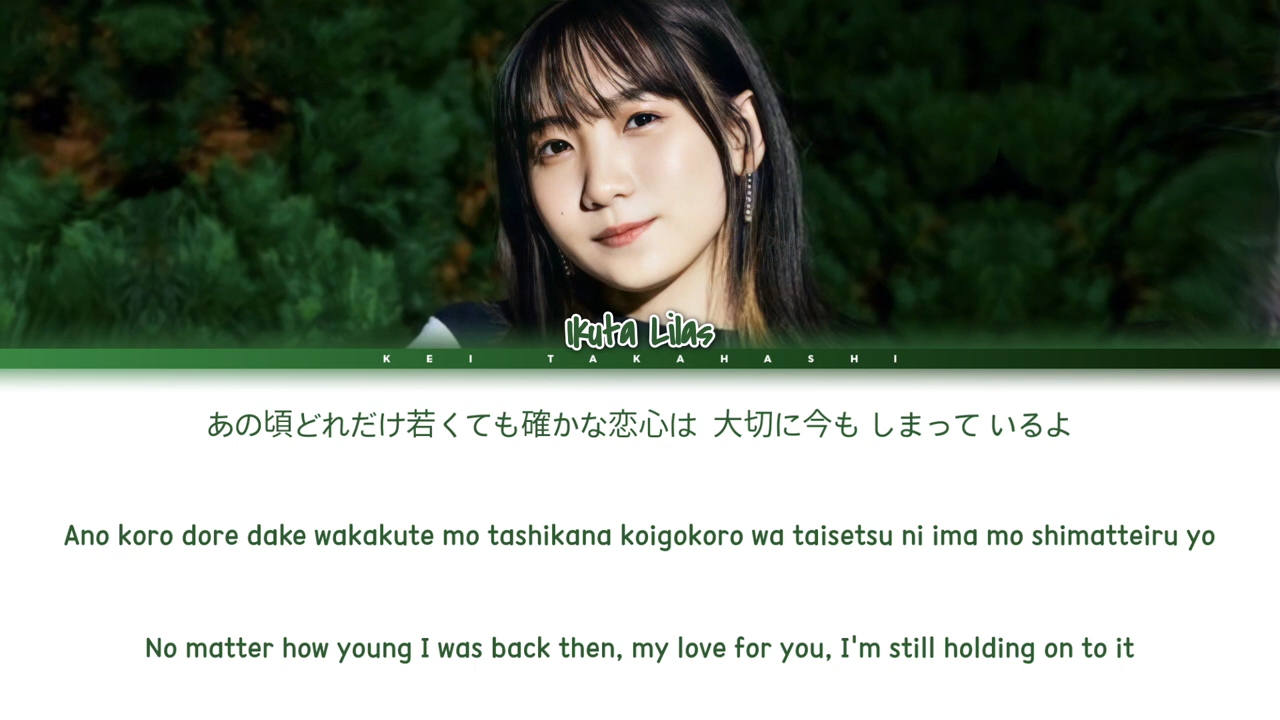 Ikuta Lilas
KEI TAKAHASHI
あの頃どれだけ若くても確かな恋心は 大切に今も しまって いるよ
Ano koro dore dake wakakute mo tashikana koigokoro wa taisetsu ni ima mo shimatteiru yo
No matter how young I was back then, my love for you, I'm still holding on to it